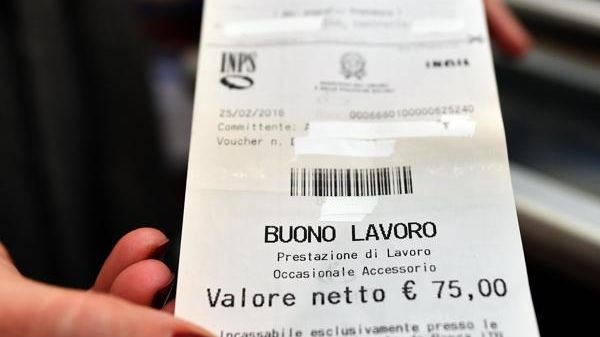 INPS
25/02/2016 0006660100000625240
Committente: A
Voucher n. D
BUONO LAVORO
Prestazione di Lavoro
Occasionale Accessorio
Valore netto € 75,00
Incassabile esclusivamente presso le